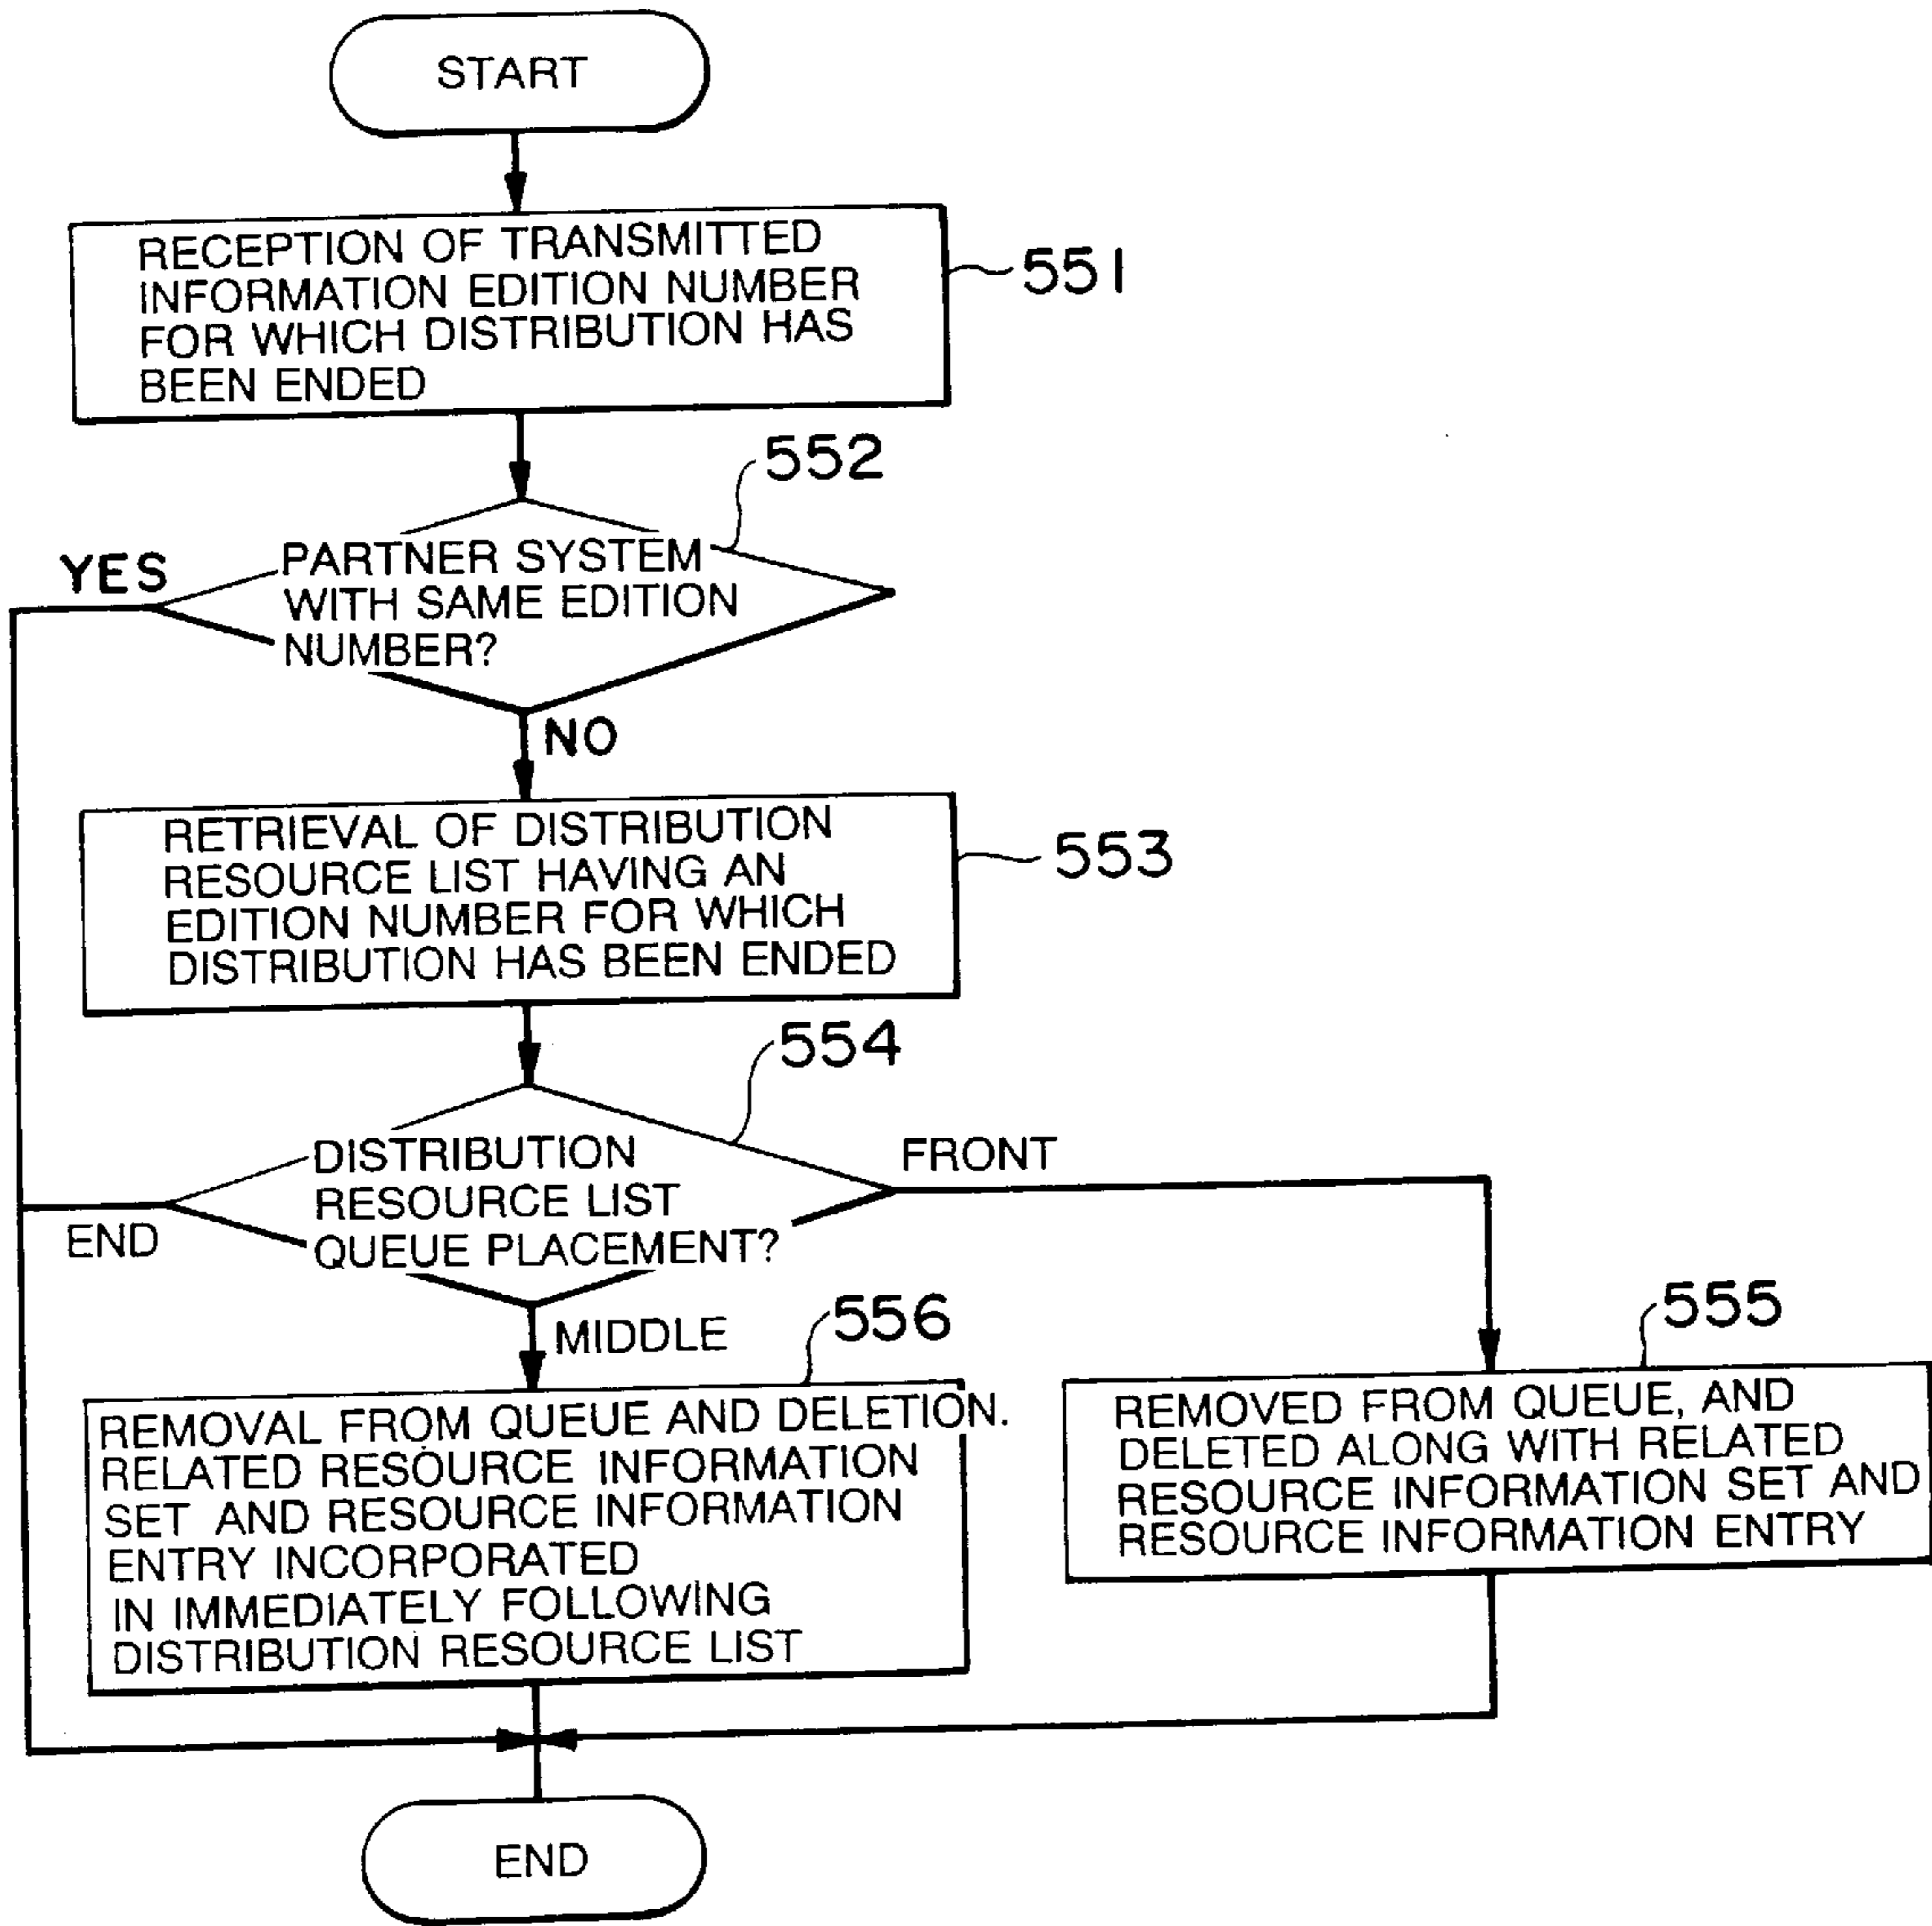 START
RECEPTION OF TRANSMITTED
INFORMATION EDITION NUMBER
FOR WHICH DISTRIBUTION HAS
BEEN ENDED
551
552
YES
PARTNER SYSTEM
WITH SAME EDITION
NUMBER?
NO
RETRIEVAL OF DISTRIBUTION
RESOURCE LIST HAVING AN
EDITION NUMBER FOR WHICH
DISTRIBUTION HAS BEEN ENDED
553
554
DISTRIBUTION
RESOURCE LIST
QUEUE PLACEMENT?
FRONT
END
MIDDLE
556
555
REMOVAL FROM QUEUE AND DELETION.
RELATED RESOURCE INFORMATION
SET AND RESOURCE INFORMATION
ENTRY INCORPORATED
IN IMMEDIATELY FOLLOWING
DISTRIBUTION RESOURCE LIST
REMOVED FROM QUEUE, AND
DELETED ALONG WITH RELATED
RESOURCE INFORMATION SET AND
RESOURCE INFORMATION ENTRY
END